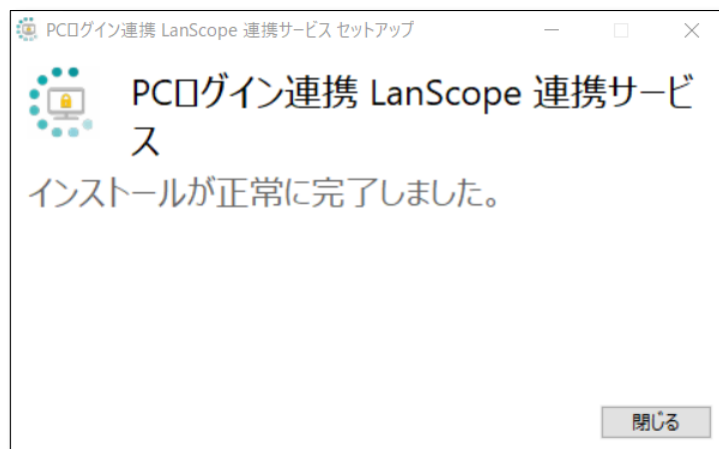 PCログイン連携 LanScope 連携サービス セットアップ
PCログイン連携 LanScope 連携サービ
ス
インストールが正常に完了しました。
閉じる